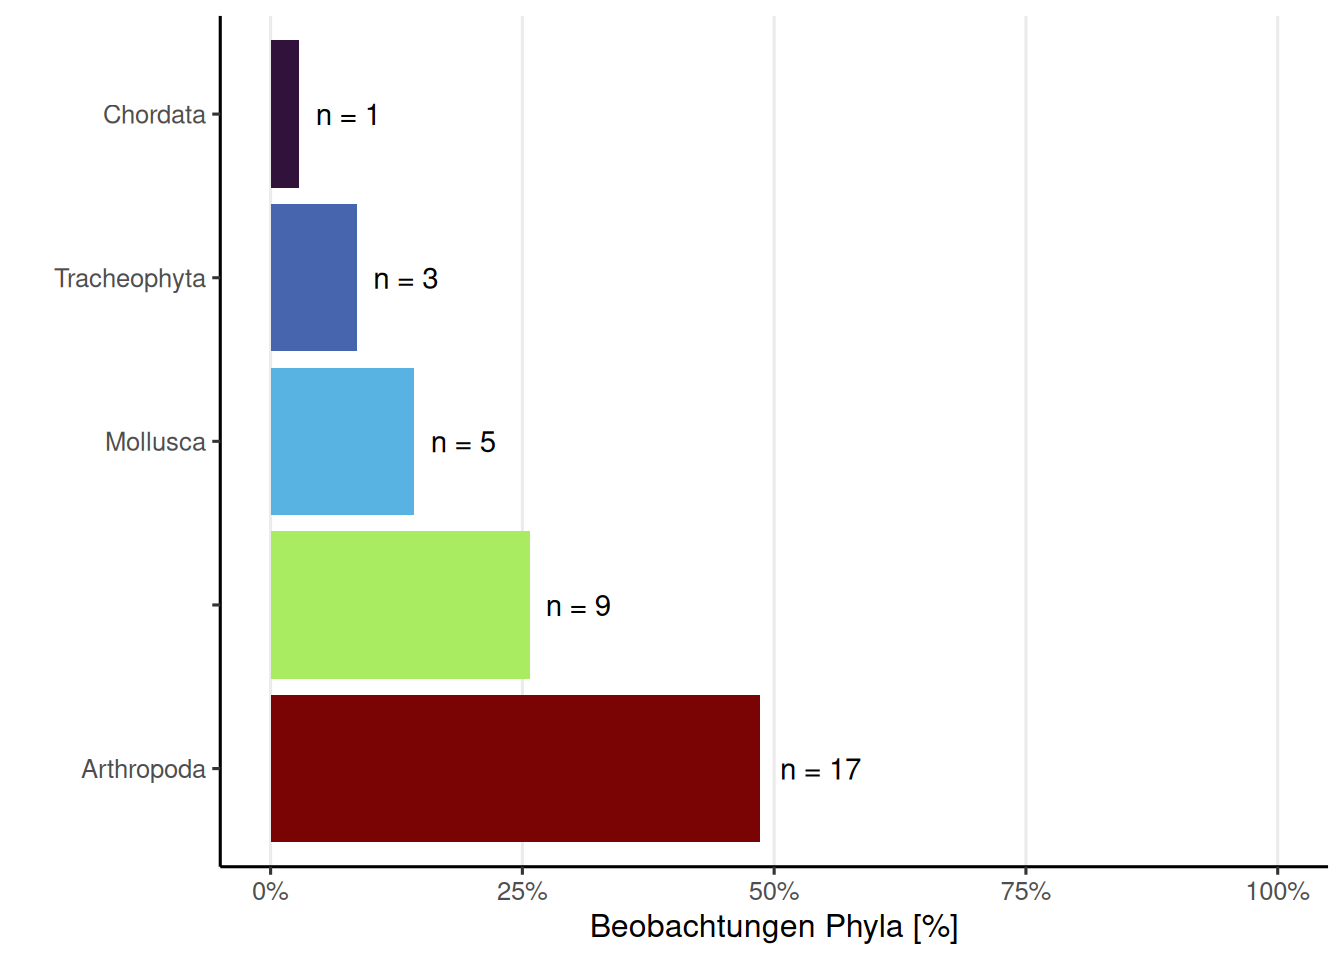 Chordata
n = 1
Tracheophyta
n = 3
Mollusca
n = 5
n = 9
Arthropoda
n = 17
0% 25% 50% 75% 100%
Beobachtungen Phyla [%]